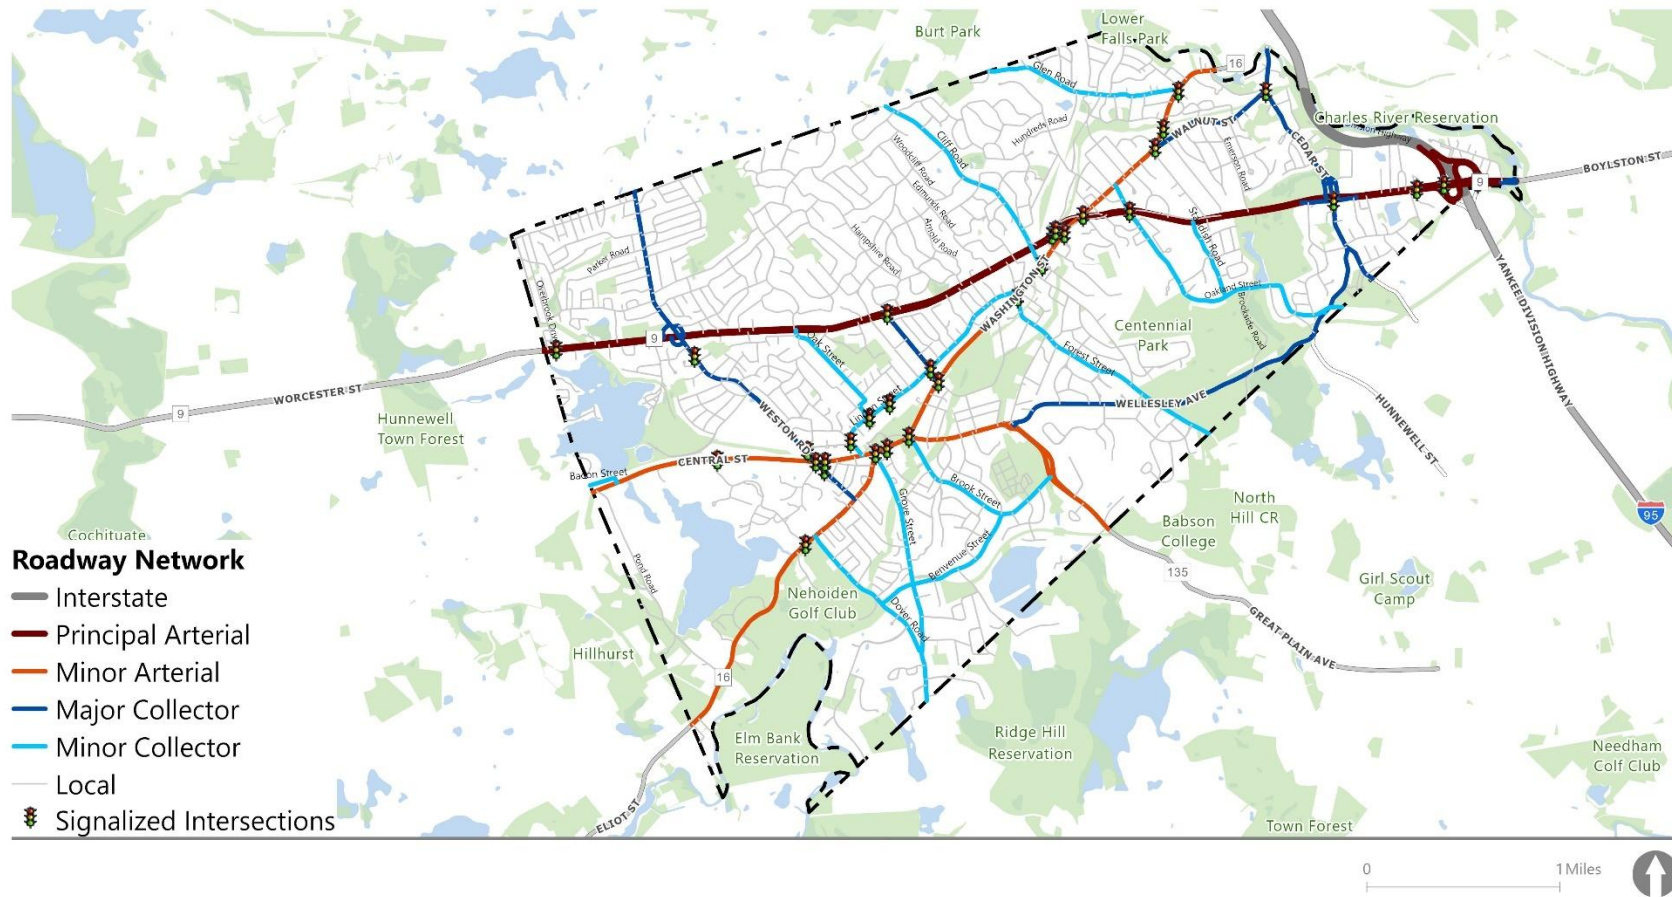 Burt Park
Lower
Falls Park
16
Glen Road
Charles River Reservation
WALNUT ST
CEDAR ST
BOYLSTON ST
9
Hundreds Road
Cliff Road
Woodcliff Road
Edmunds Road
Arnold Road
Hampshire Road
Emerson Road
Standish Road
Oakland Street
Brookside Road
Parker Road
Overbrook Drive
WASHINGTON ST
YANKEE DIVISION HIGHWAY
Centennial
Park
9
Oak Street
Forest Street
WORCESTER ST
9
Hunnewell
Town Forest
WELLESLEY AVE
HUNNEWELL ST
WESTON RD
Linden Street
CENTRAL ST
Bacon Street
Brook Street
Grove Street
Benvenue Street
Dover Road
Pond Road
North
Hill CR
Babson
College
95
135
Girl Scout
Camp
GREAT PLAIN AVE
Cochituate
Nehoiden
Golf Club
Hillhurst
16
Elm Bank
Reservation
Ridge Hill
Reservation
Needham
Golf Club
ELIOT ST
Town Forest
Roadway Network
Interstate
Principal Arterial
Minor Arterial
Major Collector
Minor Collector
Local
Signalized Intersections
0 1 Miles